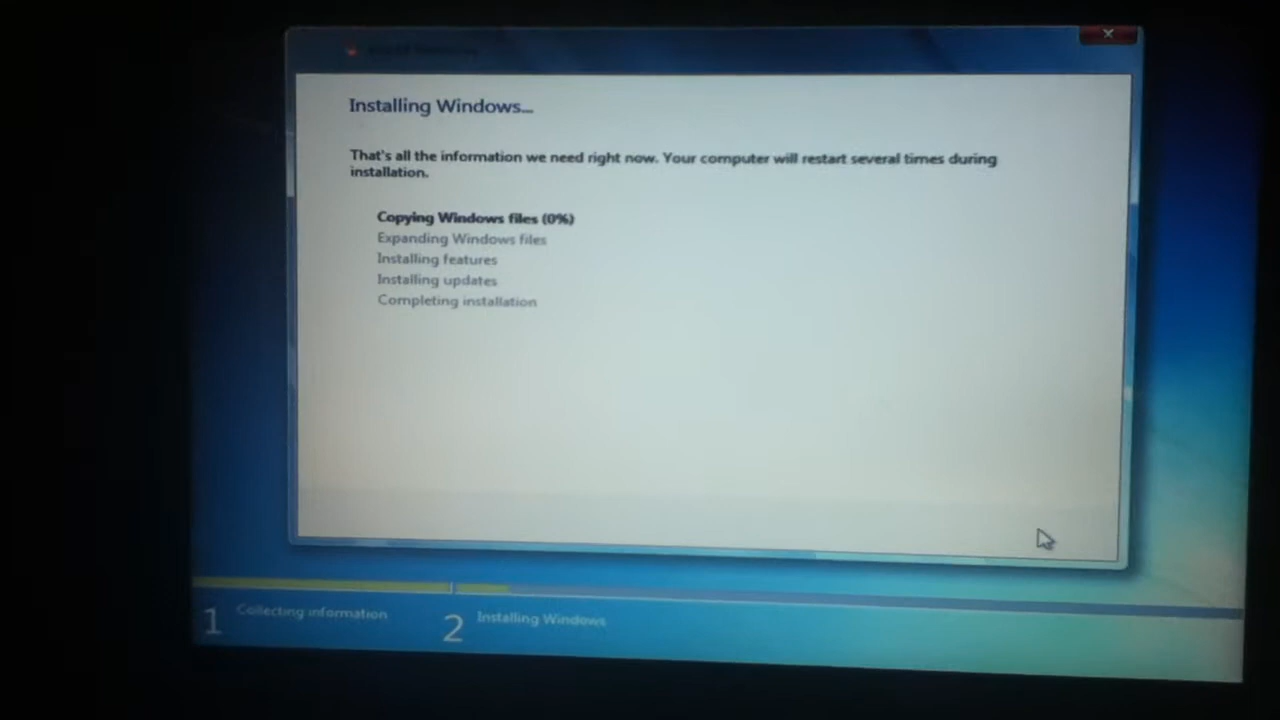 Installing Windows...
That's all the information we need right now. Your computer will restart several times during
installation.
Copying Windows files (0%)
Expanding Windows files
Installing features
Installing updates
Completing installation
1 Collecting information
2 Installing Windows